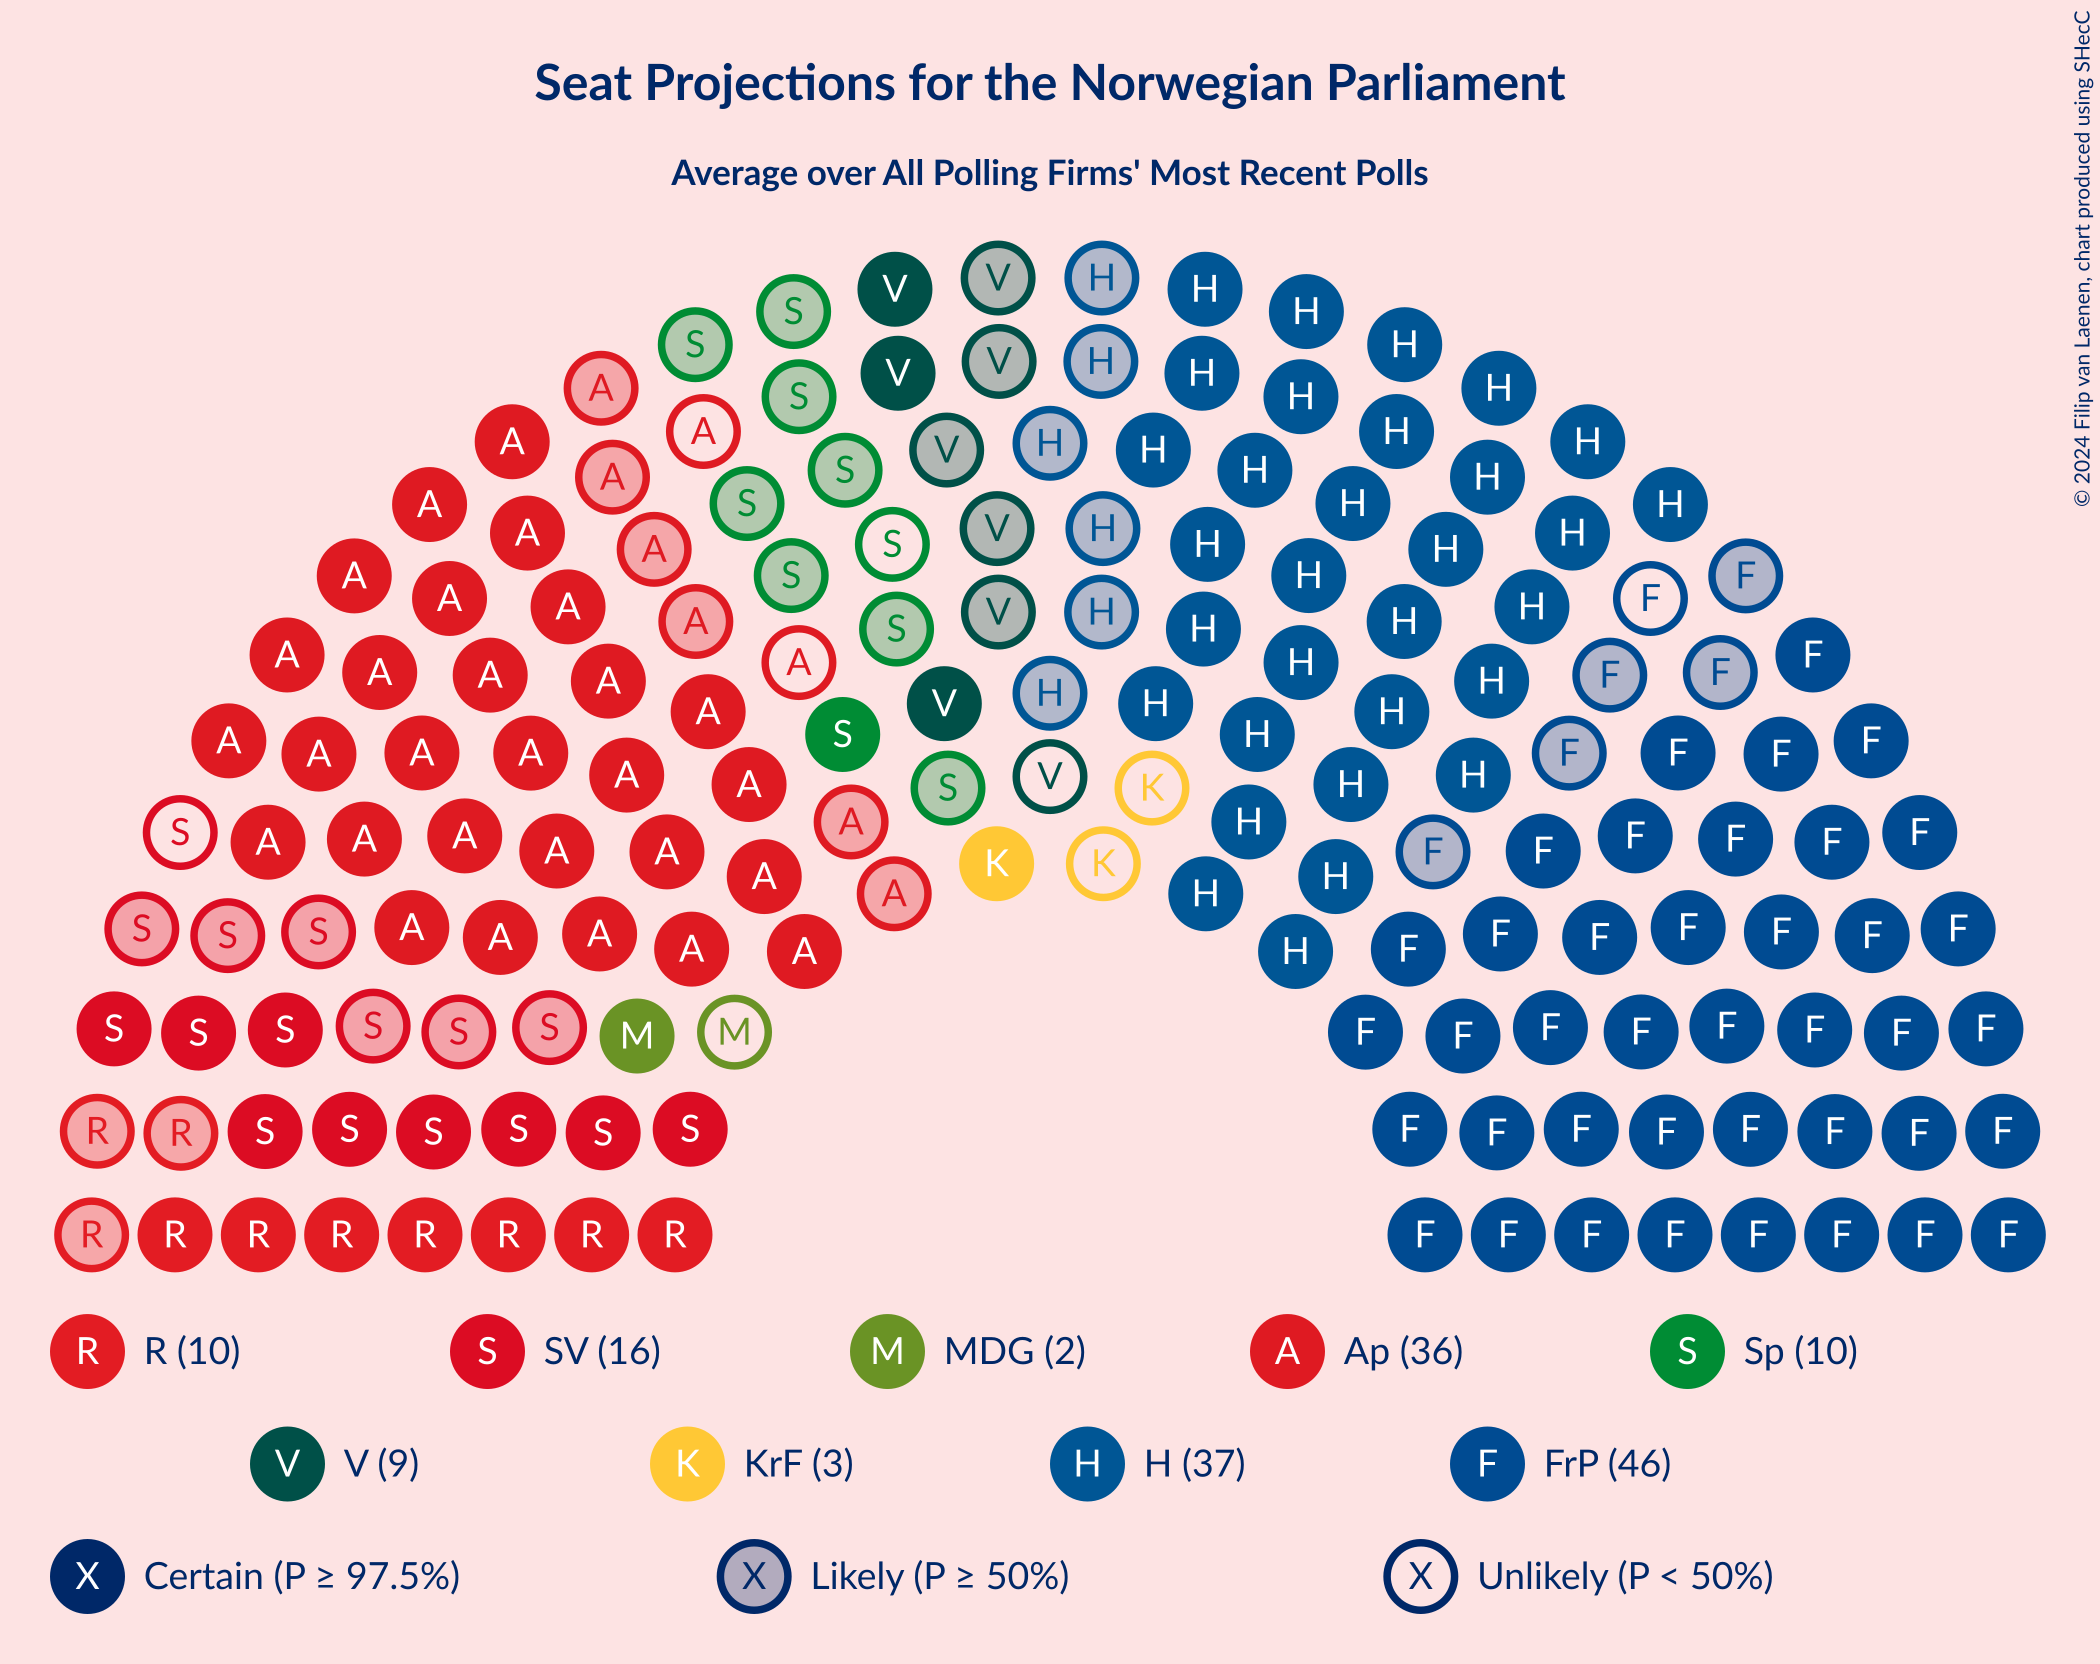 Seat Projections for the Norwegian Parliament
Average over All Polling Firms' Most Recent Polls
© 2024 Filip van Laenen, chart produced using SHecC
V V H H
S S H H
S V V H H H
A S H H
A A S V H H H H
A A S S H H H H
A A A S V H H H F
A A A A S S H H H F F
A A A A S V H H H H F F
A A A A A V H H H H F F F
A A A A A S H H H F F F
S A A A A A A S V K H H H F F F F F
A A A K K H H F F F
S S S A A A A A A H H F F F F F F F
S S S S S S M M F F F F F F F F
R R S S S S S S F F F F F F F F
R R R R R R R R F F F F F F F F
R R (10) S SV (16) M MDG (2) A Ap (36) S Sp (10)
V V (9) K KrF (3) H H (37) F FrP (46)
X Certain (P ≥ 97.5%) X Likely (P ≥ 50%) X Unlikely (P < 50%)